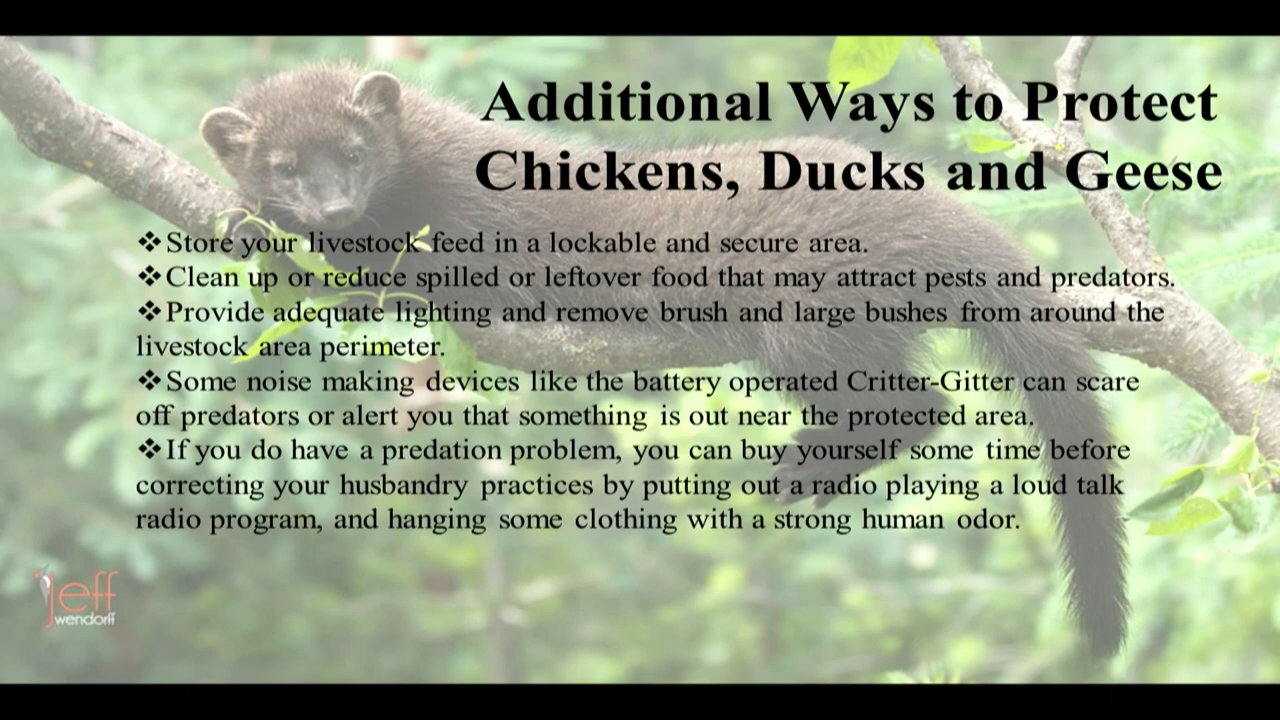 Additional Ways to Protect
Chickens, Ducks and Geese
❖Store your livestock feed in a lockable and secure area.
❖Clean up or reduce spilled or leftover food that may attract pests and predators.
❖Provide adequate lighting and remove brush and large bushes from around the
livestock area perimeter.
❖Some noise making devices like the battery operated Critter-Gitter can scare
off predators or alert you that something is out near the protected area.
❖If you do have a predation problem, you can buy yourself some time before
correcting your husbandry practices by putting out a radio playing a loud talk
radio program, and hanging some clothing with a strong human odor.
Jeff
wendorff